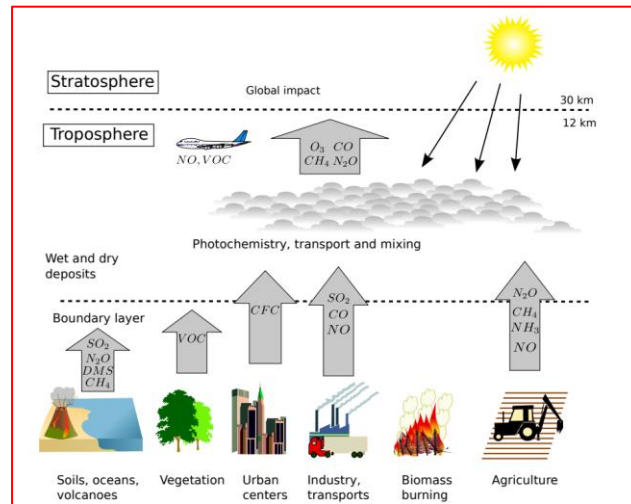 Stratosphere
Global impact
30 km
12 km
Troposphere
NO, VOC
O₃ CO
CH₄ N₂O
Photochemistry, transport and mixing
Wet and dry
deposits
Boundary layer
SO₂
N₂O
DMS
CH₄
VOC
CFC
SO₂
CO
NO
N₂O
CH₄
NH₃
NO
Soils, oceans,
volcanoes
Vegetation
Urban
centers
Industry,
transports
Biomass
burning
Agriculture